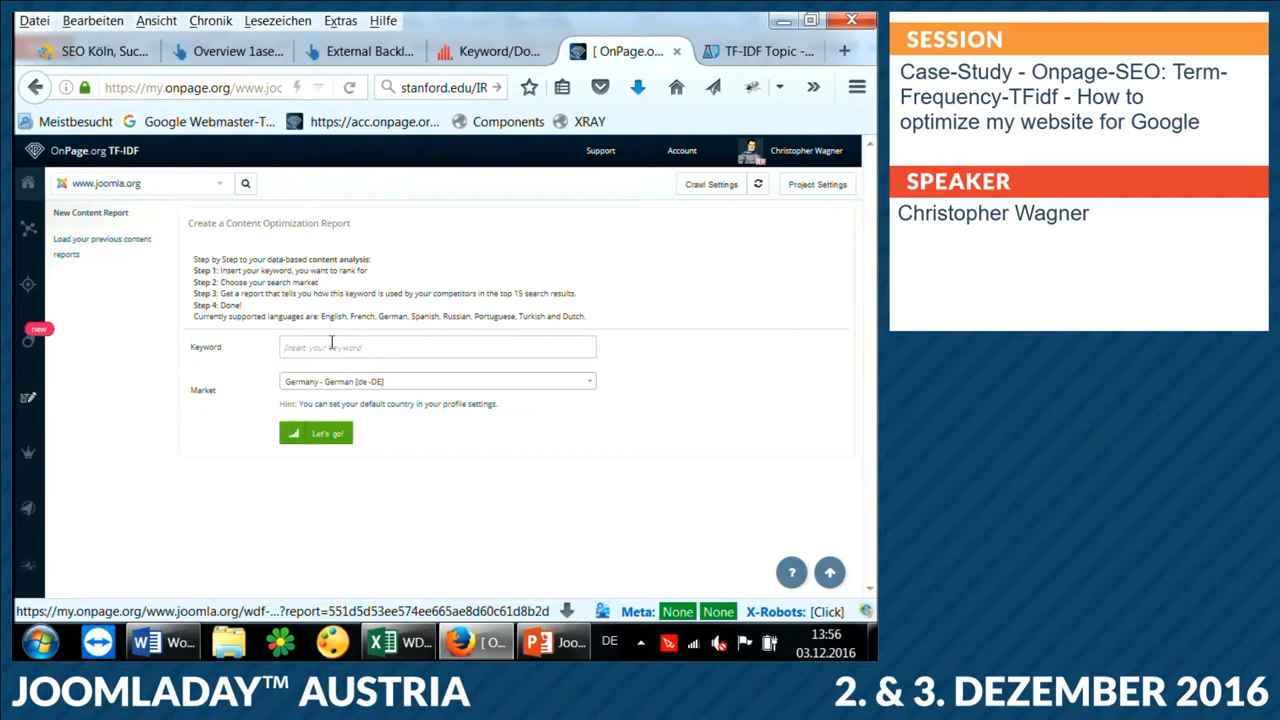 Datei Bearbeiten Ansicht Chronik Lesezeichen Extras Hilfe
SEO Köln, Suc... Overview 1ase... External Backl... Keyword/Do... [ OnPage.o... TF-IDF Topic -...
https://my.onpage.org/www.joc stanford.edu/IR
Meistbesucht Google Webmaster-T... https://acc.onpage.or... Components XRAY
OnPage.org TF-IDF Support Account Christopher Wagner
www.joomla.org Crawl Settings Project Settings
New Content Report
Load your previous content
reports
new
Create a Content Optimization Report
Step by Step to your data-based content analysis:
Step 1: Insert your keyword, you want to rank for
Step 2: Choose your search market
Step 3: Get a report that tells you how this keyword is used by your competitors in the top 15 search results.
Step 4: Done!
Currently supported languages are: English, French, German, Spanish, Russian, Portuguese, Turkish and Dutch.
Keyword Insert your keyword
Market Germany - German [de -DE]
Hint: You can set your default country in your profile settings.
Let's go!
?
https://my.onpage.org/www.joomla.org/wdf-...?report=551d5d53ee574ee665ae8d60c61d8b2d Meta: None None X-Robots: [Click]
Wo... WD... [ O... Joo... DE 13:56
03.12.2016
SESSION
Case-Study - Onpage-SEO: Term-
Frequency-TFidf - How to
optimize my website for Google
SPEAKER
Christopher Wagner
JOOMLADAY™ AUSTRIA 2. & 3. DEZEMBER 2016